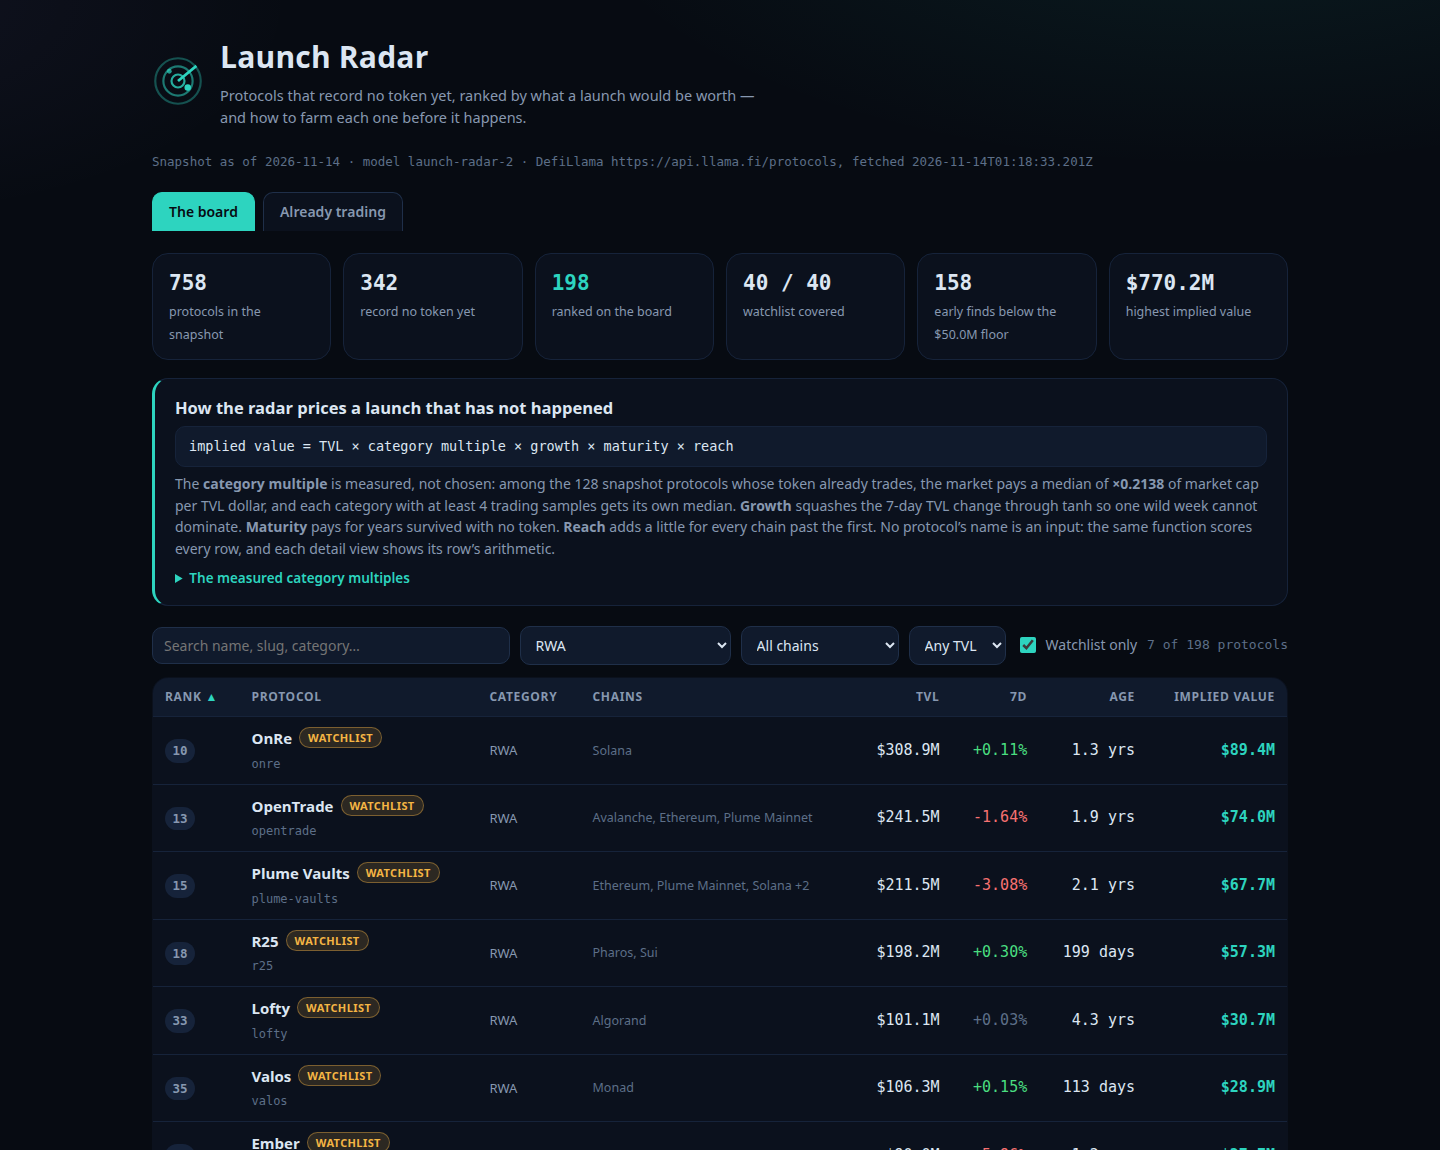 Launch Radar
Protocols that record no token yet, ranked by what a launch would be worth —
and how to farm each one before it happens.
Snapshot as of 2026-11-14 · model launch-radar-2 · DefiLlama https://api.llama.fi/protocols, fetched 2026-11-14T01:18:33.201Z
The board
Already trading
758
protocols in the
snapshot
342
record no token yet
198
ranked on the board
40 / 40
watchlist covered
158
early finds below the
$50.0M floor
$770.2M
highest implied value
How the radar prices a launch that has not happened
implied value = TVL × category multiple × growth × maturity × reach
The category multiple is measured, not chosen: among the 128 snapshot protocols whose token already trades, the market pays a median of ×0.2138 of market cap
per TVL dollar, and each category with at least 4 trading samples gets its own median. Growth squashes the 7-day TVL change through tanh so one wild week cannot
dominate. Maturity pays for years survived with no token. Reach adds a little for every chain past the first. No protocol’s name is an input: the same function scores
every row, and each detail view shows its row’s arithmetic.
▶ The measured category multiples
Search name, slug, category…
RWA
All chains
Any TVL
Watchlist only
7 of 198 protocols
RANK ▲ PROTOCOL CATEGORY CHAINS TVL 7D AGE IMPLIED VALUE
10 OnRe WATCHLIST RWA Solana $308.9M +0.11% 1.3 yrs $89.4M
onre
13 OpenTrade WATCHLIST RWA Avalanche, Ethereum, Plume Mainnet $241.5M -1.64% 1.9 yrs $74.0M
opentrade
15 Plume Vaults WATCHLIST RWA Ethereum, Plume Mainnet, Solana +2 $211.5M -3.08% 2.1 yrs $67.7M
plume-vaults
18 R25 WATCHLIST RWA Pharos, Sui $198.2M +0.30% 199 days $57.3M
r25
33 Lofty WATCHLIST RWA Algorand $101.1M +0.03% 4.3 yrs $30.7M
lofty
35 Valos WATCHLIST RWA Monad $106.3M +0.15% 113 days $28.9M
valos
Ember WATCHLIST